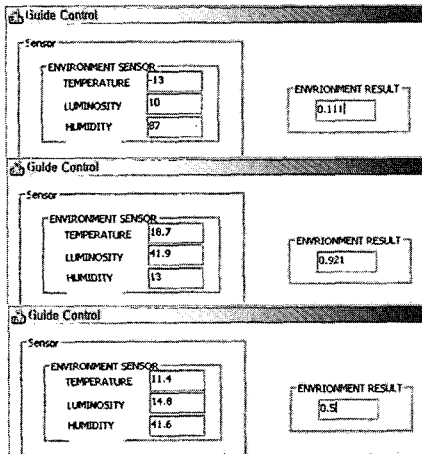 Guide Control
Sensor
ENVIRONMENT SENSOR
TEMPERATURE -13
LUMINOSITY 10
HUMIDITY 87
ENVRIONMENT RESULT
0.111
Guide Control
Sensor
ENVIRONMENT SENSOR
TEMPERATURE 18.7
LUMINOSITY 41.9
HUMIDITY 13
ENVRIONMENT RESULT
0.921
Guide Control
Sensor
ENVIRONMENT SENSOR
TEMPERATURE 11.4
LUMINOSITY 14.8
HUMIDITY 41.6
ENVRIONMENT RESULT
0.5